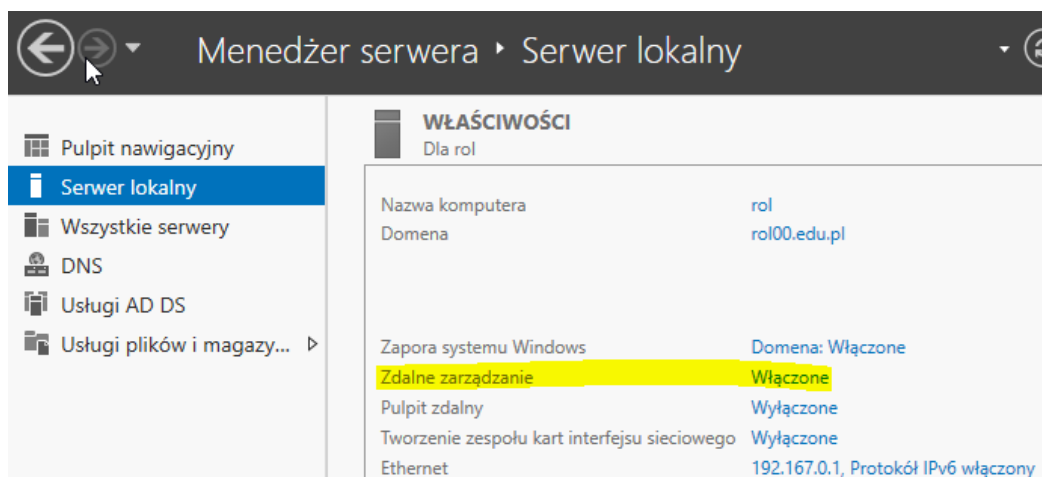 Menedżer serwera ‣ Serwer lokalny
Pulpit nawigacyjny
Serwer lokalny
Wszystkie serwery
DNS
Usługi AD DS
Usługi plików i magazy...
WŁAŚCIWOŚCI
Dla rol
Nazwa komputera rol
Domena rol00.edu.pl
Zapora systemu Windows Domena: Włączone
Zdalne zarządzanie Włączone
Pulpit zdalny Wyłączone
Tworzenie zespołu kart interfejsu sieciowego Wyłączone
Ethernet 192.167.0.1, Protokół IPv6 włączony